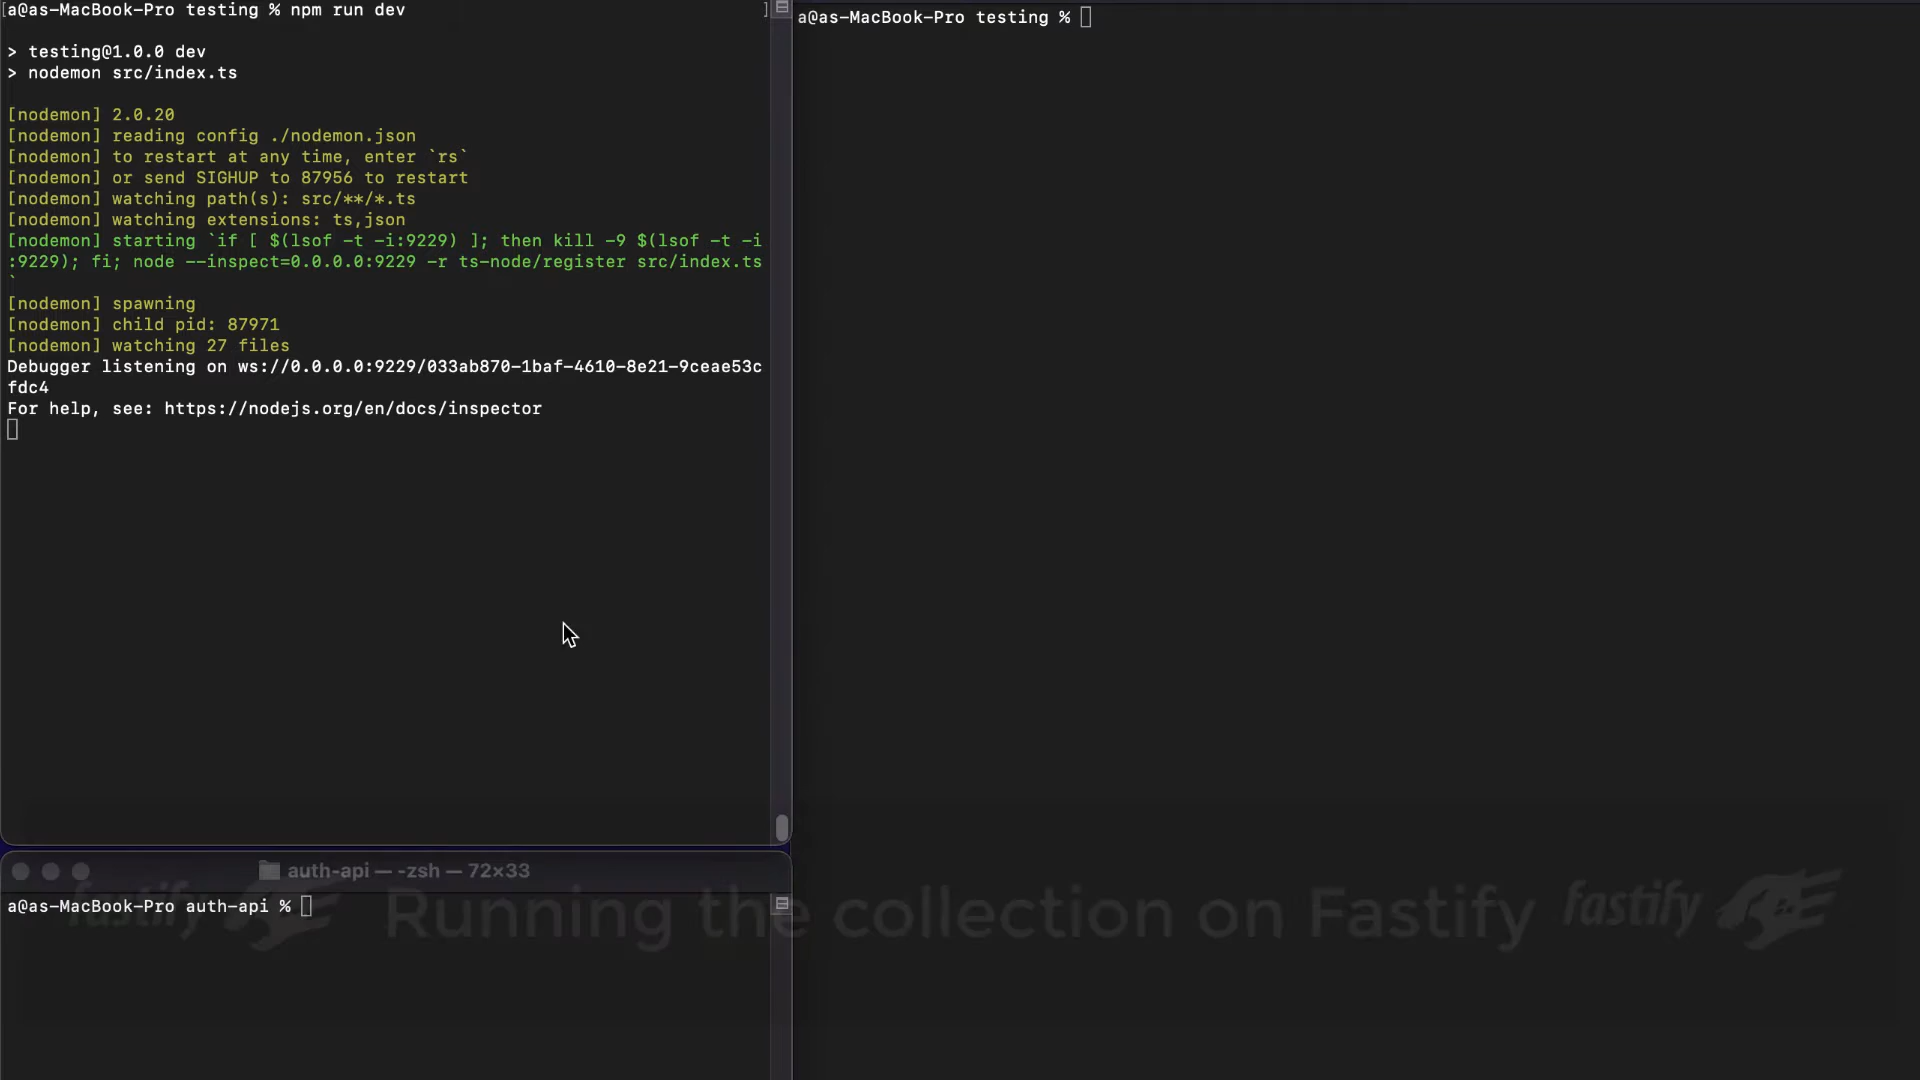 [a@as-MacBook-Pro testing % npm run dev ]
> testing@1.0.0 dev
> nodemon src/index.ts
[nodemon] 2.0.20
[nodemon] reading config ./nodemon.json
[nodemon] to restart at any time, enter `rs`
[nodemon] or send SIGHUP to 87956 to restart
[nodemon] watching path(s): src/**/*.ts
[nodemon] watching extensions: ts,json
[nodemon] starting `if [ $(lsof -t -i:9229) ]; then kill -9 $(lsof -t -i
:9229); fi; node --inspect=0.0.0.0:9229 -r ts-node/register src/index.ts
`
[nodemon] spawning
[nodemon] child pid: 87971
[nodemon] watching 27 files
Debugger listening on ws://0.0.0.0:9229/033ab870-1baf-4610-8e21-9ceae53c
fdc4
For help, see: https://nodejs.org/en/docs/inspector
a@as-MacBook-Pro testing %
auth-api — -zsh — 72×33
a@as-MacBook-Pro auth-api %
fastify Running the collection on Fastify fastify